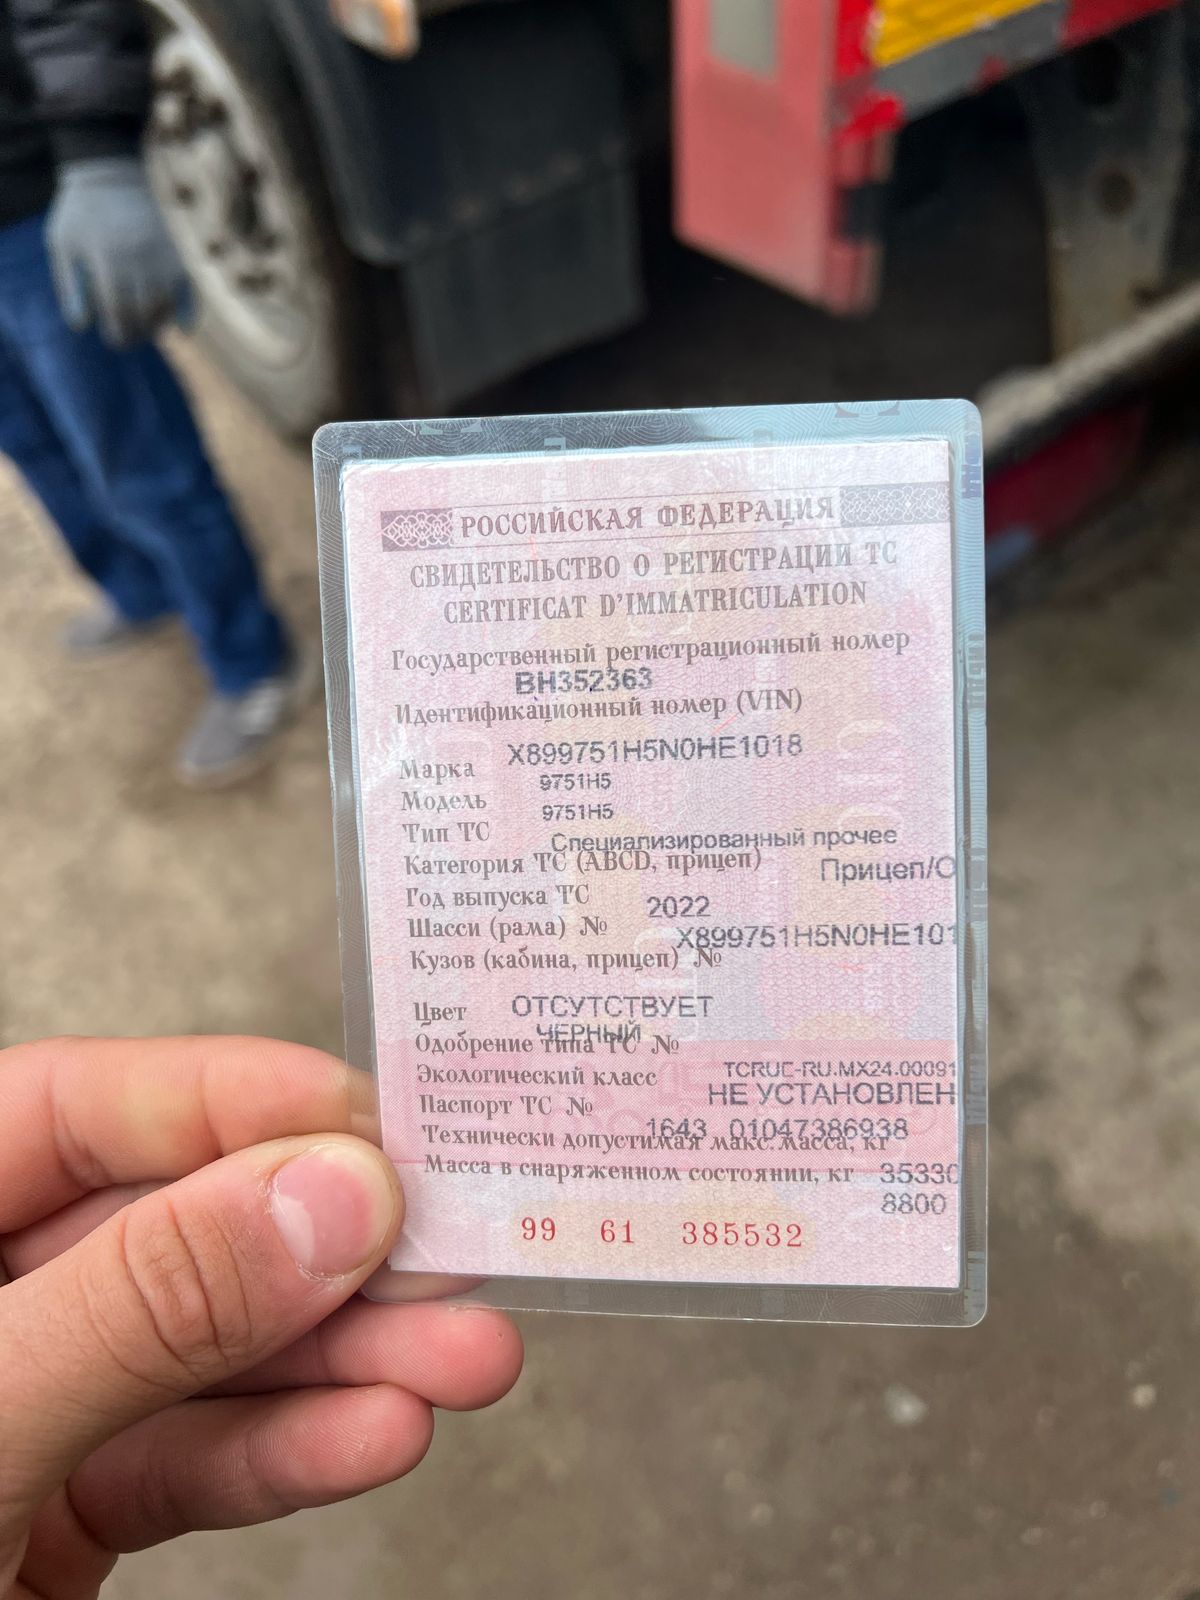 РОССИЙСКАЯ ФЕДЕРАЦИЯ
СВИДЕТЕЛЬСТВО О РЕГИСТРАЦИИ ТС
CERTIFICAT D'IMMATRICULATION
Государственный регистрационный номер
ВН352363
Идентификационный номер (VIN)
X899751H5N0HE1018
Марка 9751H5
Модель 9751H5
Тип ТС Специализированный прочее
Категория ТС (ABCD, прицеп) Прицеп/O
Год выпуска ТС 2022
Шасси (рама) № X899751H5N0HE101
Кузов (кабина, прицеп) №
ОТСУТСТВУЕТ
Цвет ЧЕРНЫЙ
Одобрение типа ТС № ТСRUE-RU.MX24.00091
Экологический класс НЕ УСТАНОВЛЕН
Паспорт ТС № 1643 01047386938
Технически допустимая макс. масса, кг 35330
Масса в снаряженном состоянии, кг 8800
99 61 385532